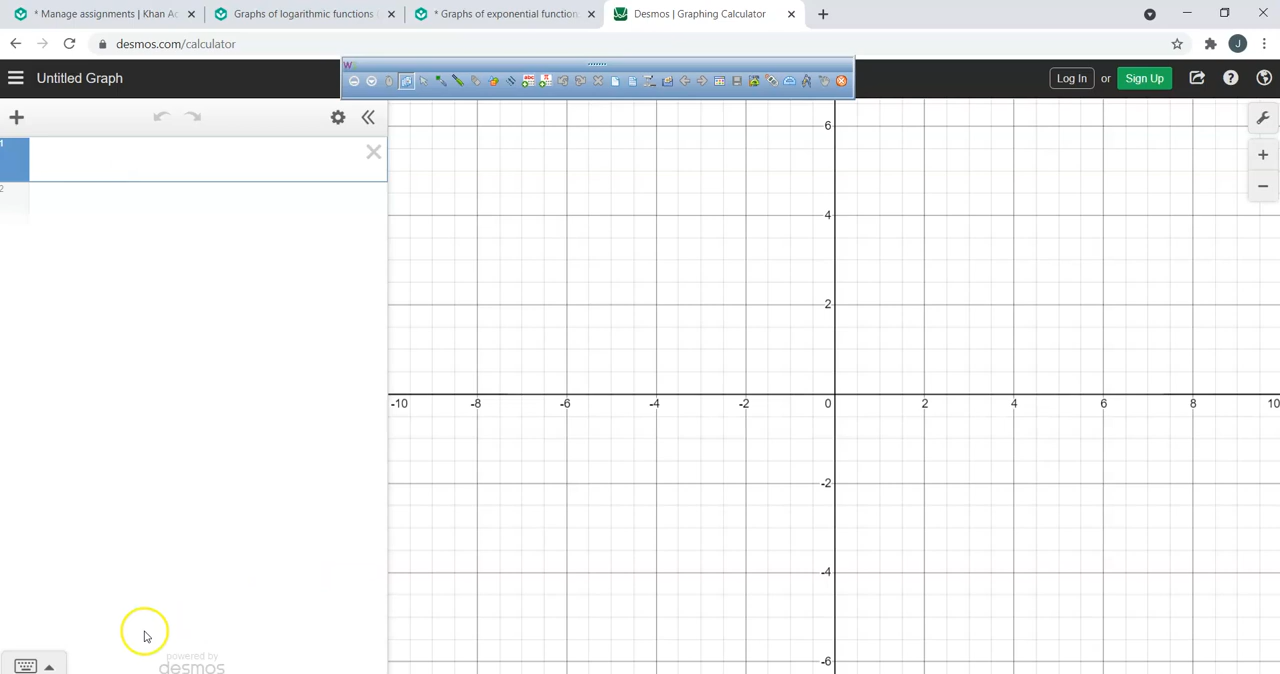 * Manage assignments | Khan Ac
Graphs of logarithmic functions (
* Graphs of exponential function
Desmos | Graphing Calculator
desmos.com/calculator
J
W
Untitled Graph
Log In or Sign Up
1
2
6
4
2
-10 -8 -6 -4 -2 0 2 4 6 8 10
-2
-4
-6
powered by
desmos